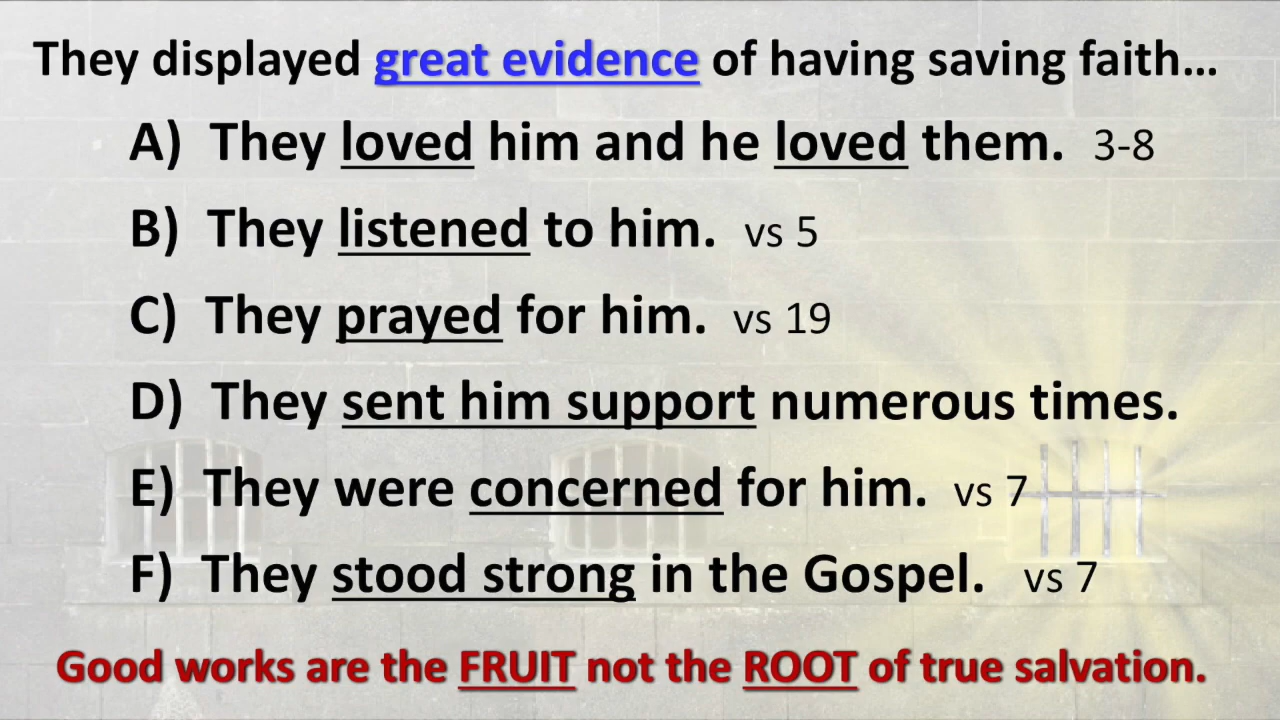 They displayed great evidence of having saving faith...
A) They loved him and he loved them. 3-8
B) They listened to him. vs 5
C) They prayed for him. vs 19
D) They sent him support numerous times.
E) They were concerned for him. vs 7
F) They stood strong in the Gospel. vs 7
Good works are the FRUIT not the ROOT of true salvation.